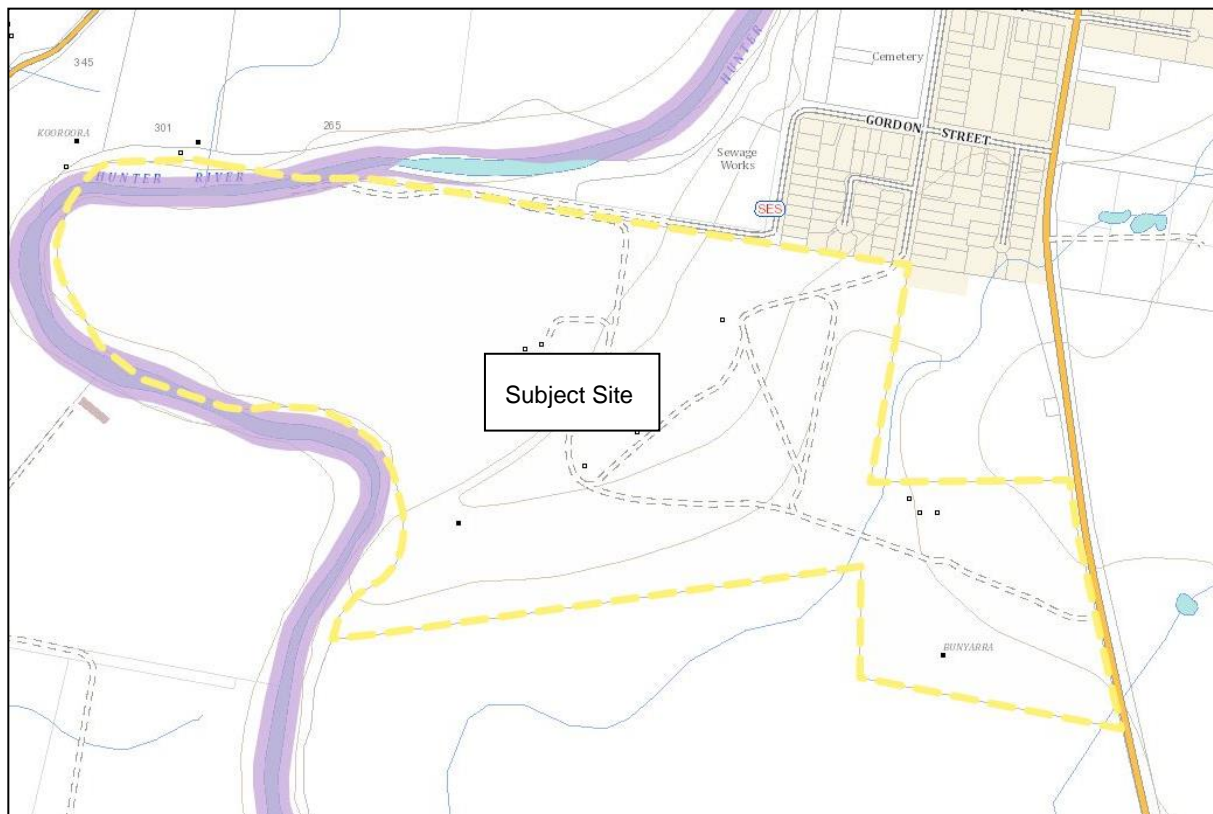 345
HUNTER
Cemetery
KOOROORA
301
265
GORDON STREET
Sewage
Works
HUNTER RIVER
SES
Subject Site
BUNYARRA